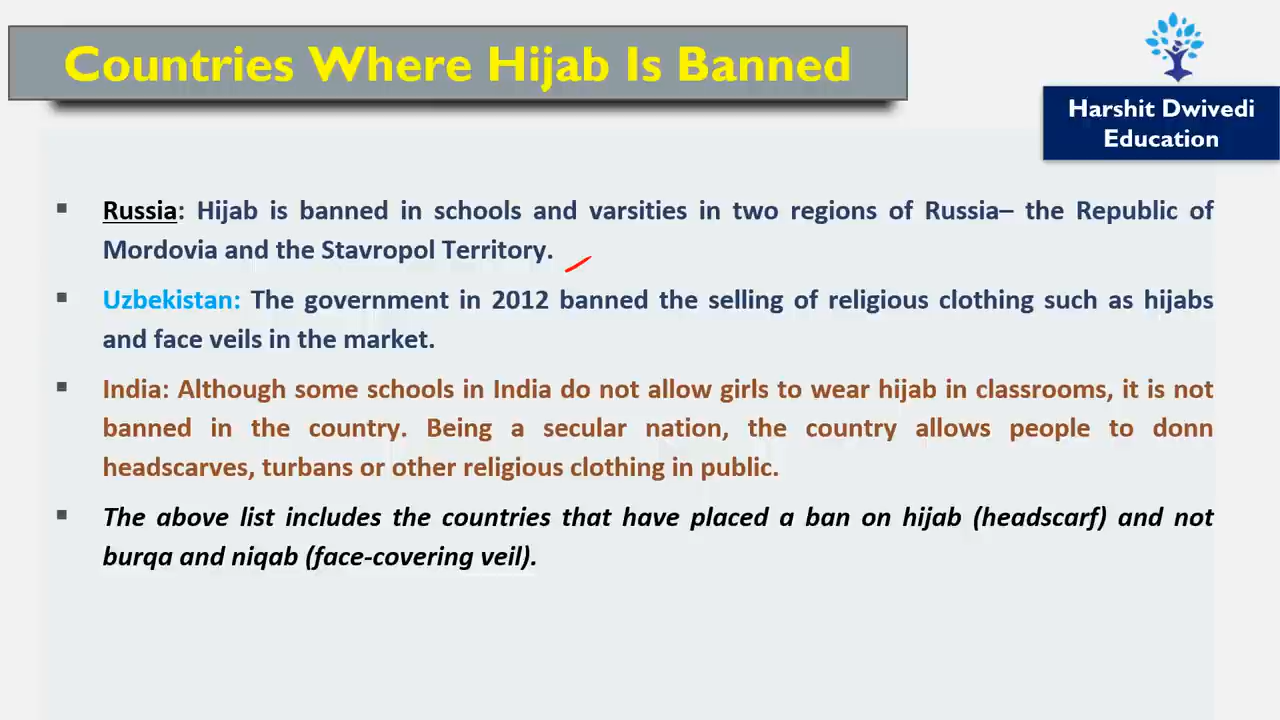 Countries Where Hijab Is Banned
Harshit Dwivedi
Education
▪ Russia: Hijab is banned in schools and varsities in two regions of Russia– the Republic of
Mordovia and the Stavropol Territory.
▪ Uzbekistan: The government in 2012 banned the selling of religious clothing such as hijabs
and face veils in the market.
▪ India: Although some schools in India do not allow girls to wear hijab in classrooms, it is not
banned in the country. Being a secular nation, the country allows people to donn
headscarves, turbans or other religious clothing in public.
▪ The above list includes the countries that have placed a ban on hijab (headscarf) and not
burqa and niqab (face-covering veil).